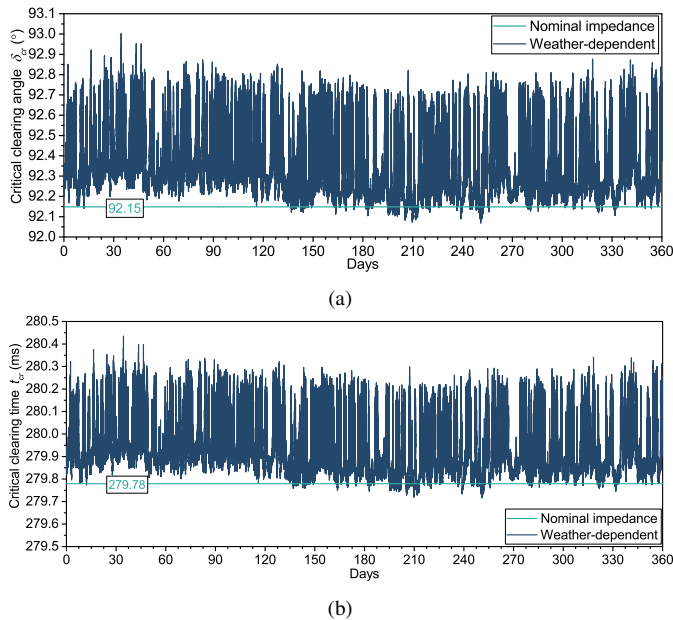 93.1
93.0
92.9
92.8
92.7
92.6
92.5
92.4
92.3
92.2
92.1
92.0
Critical clearing angle δcr (°)
Nominal impedance
Weather-dependent
92.15
0 30 60 90 120 150 180 210 240 270 300 330 360
Days
(a)
280.5
280.4
280.3
280.2
280.1
280.0
279.9
279.8
279.7
279.6
279.5
Critical clearing time tcr (ms)
279.78
Nominal impedance
Weather-dependent
0 30 60 90 120 150 180 210 240 270 300 330 360
Days
(b)